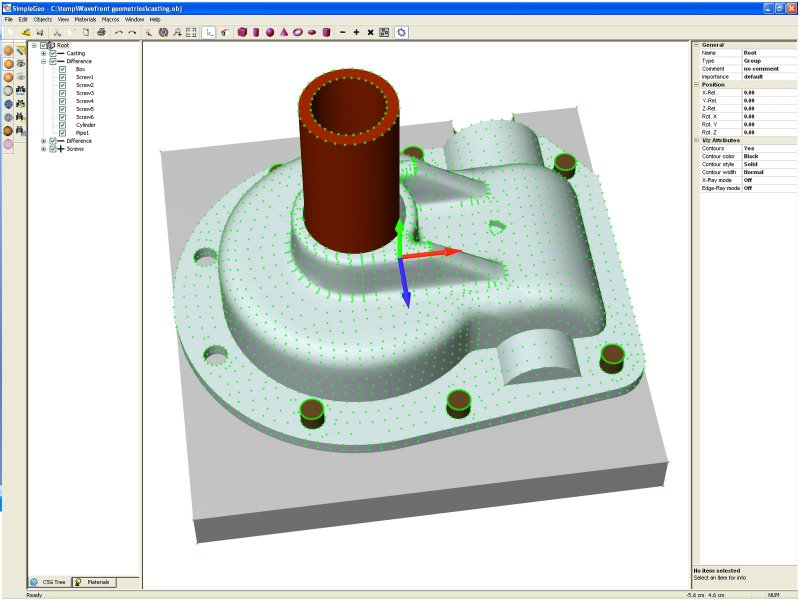 SimpleGeo - C:\temp\Wavefront geometries\casting.obj
File Edit Objects View Materials Macros Window Help
Root
Casting
Difference
Box
Screw1
Screw2
Screw3
Screw4
Screw5
Screw6
Cylinder
Pipe1
Difference
Screws
CSG Tree Materials
Ready
General
Name Root
Type Group
Comment no comment
Importance default
Position
X-Rel. 0.00
Y-Rel. 0.00
Z-Rel. 0.00
Rot. X 0.00
Rot. Y 0.00
Rot. Z 0.00
Viz Attributes
Contours Yes
Contour color Black
Contour style Solid
Contour width Normal
X-Ray mode Off
Edge-Ray mode Off
No item selected
Select an item for info
-5.6 cm 4.6 cm NUM